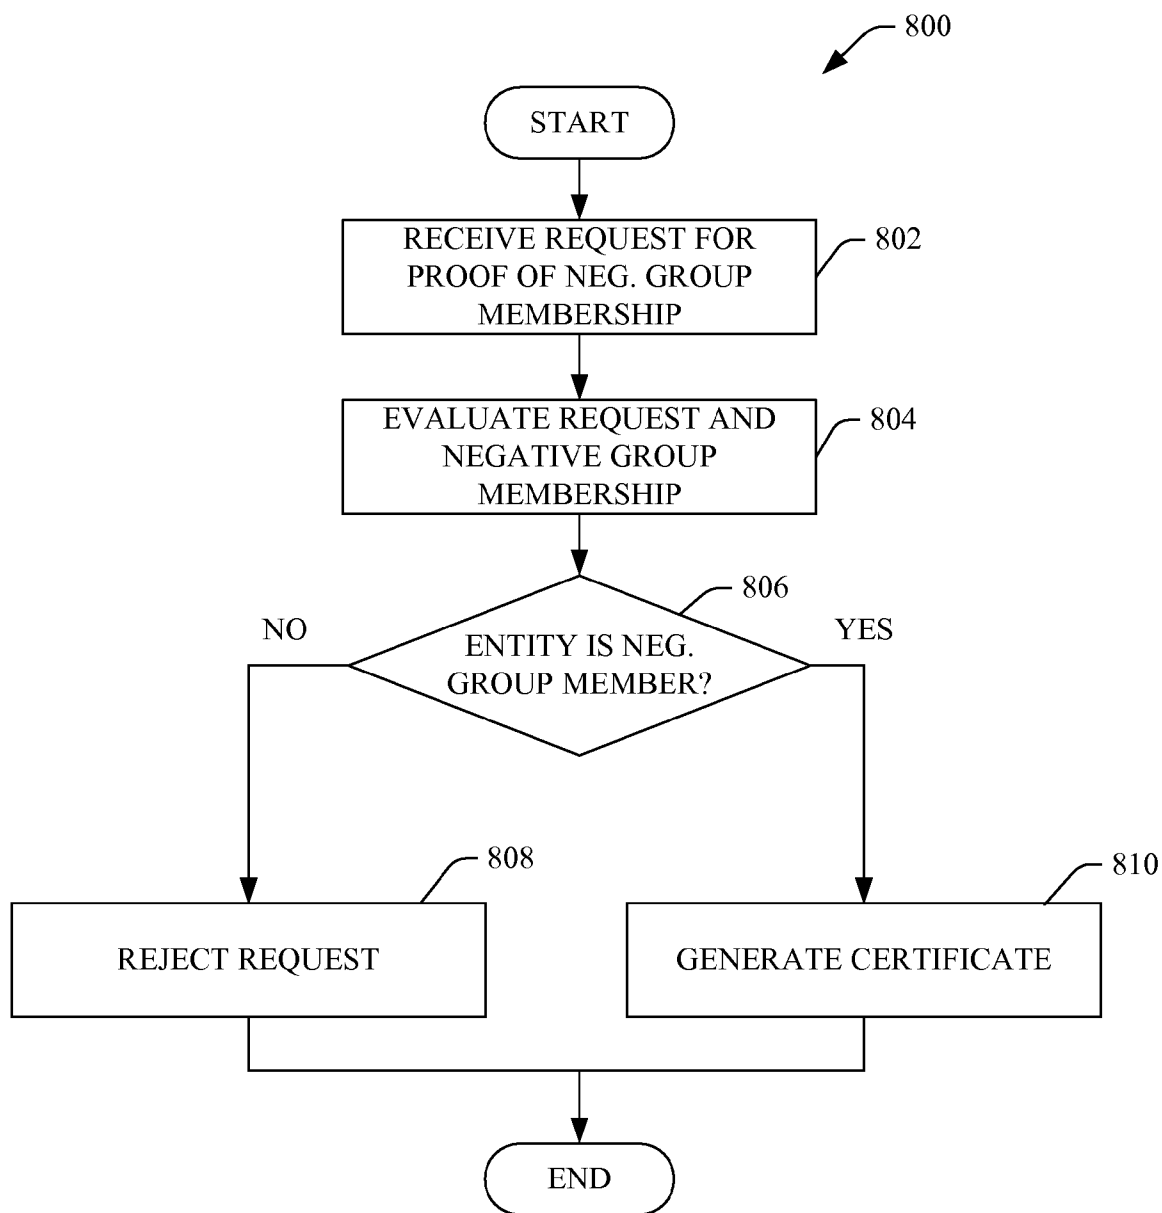 800
START
RECEIVE REQUEST FOR
PROOF OF NEG. GROUP
MEMBERSHIP
802
EVALUATE REQUEST AND
NEGATIVE GROUP
MEMBERSHIP
804
806
NO
YES
ENTITY IS NEG.
GROUP MEMBER?
808
810
REJECT REQUEST
GENERATE CERTIFICATE
END